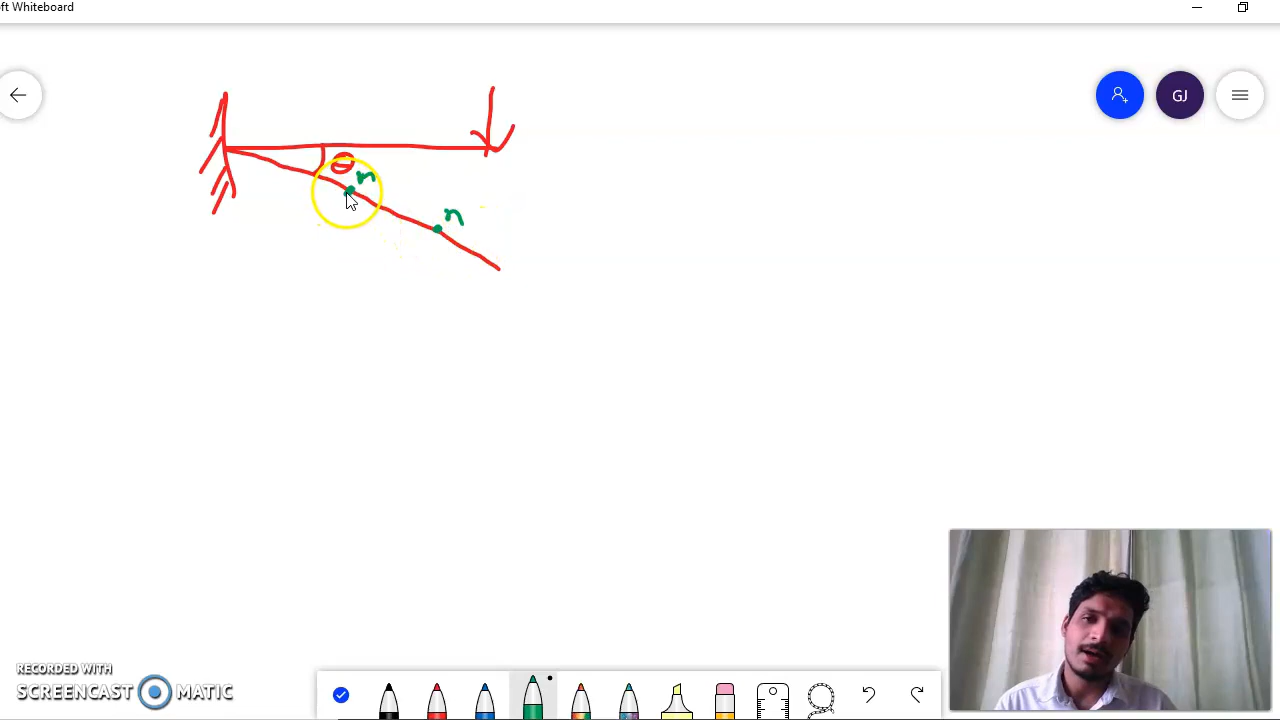 ft Whiteboard
GJ
θ
m
n
RECORDED WITH
SCREENCAST MATIC